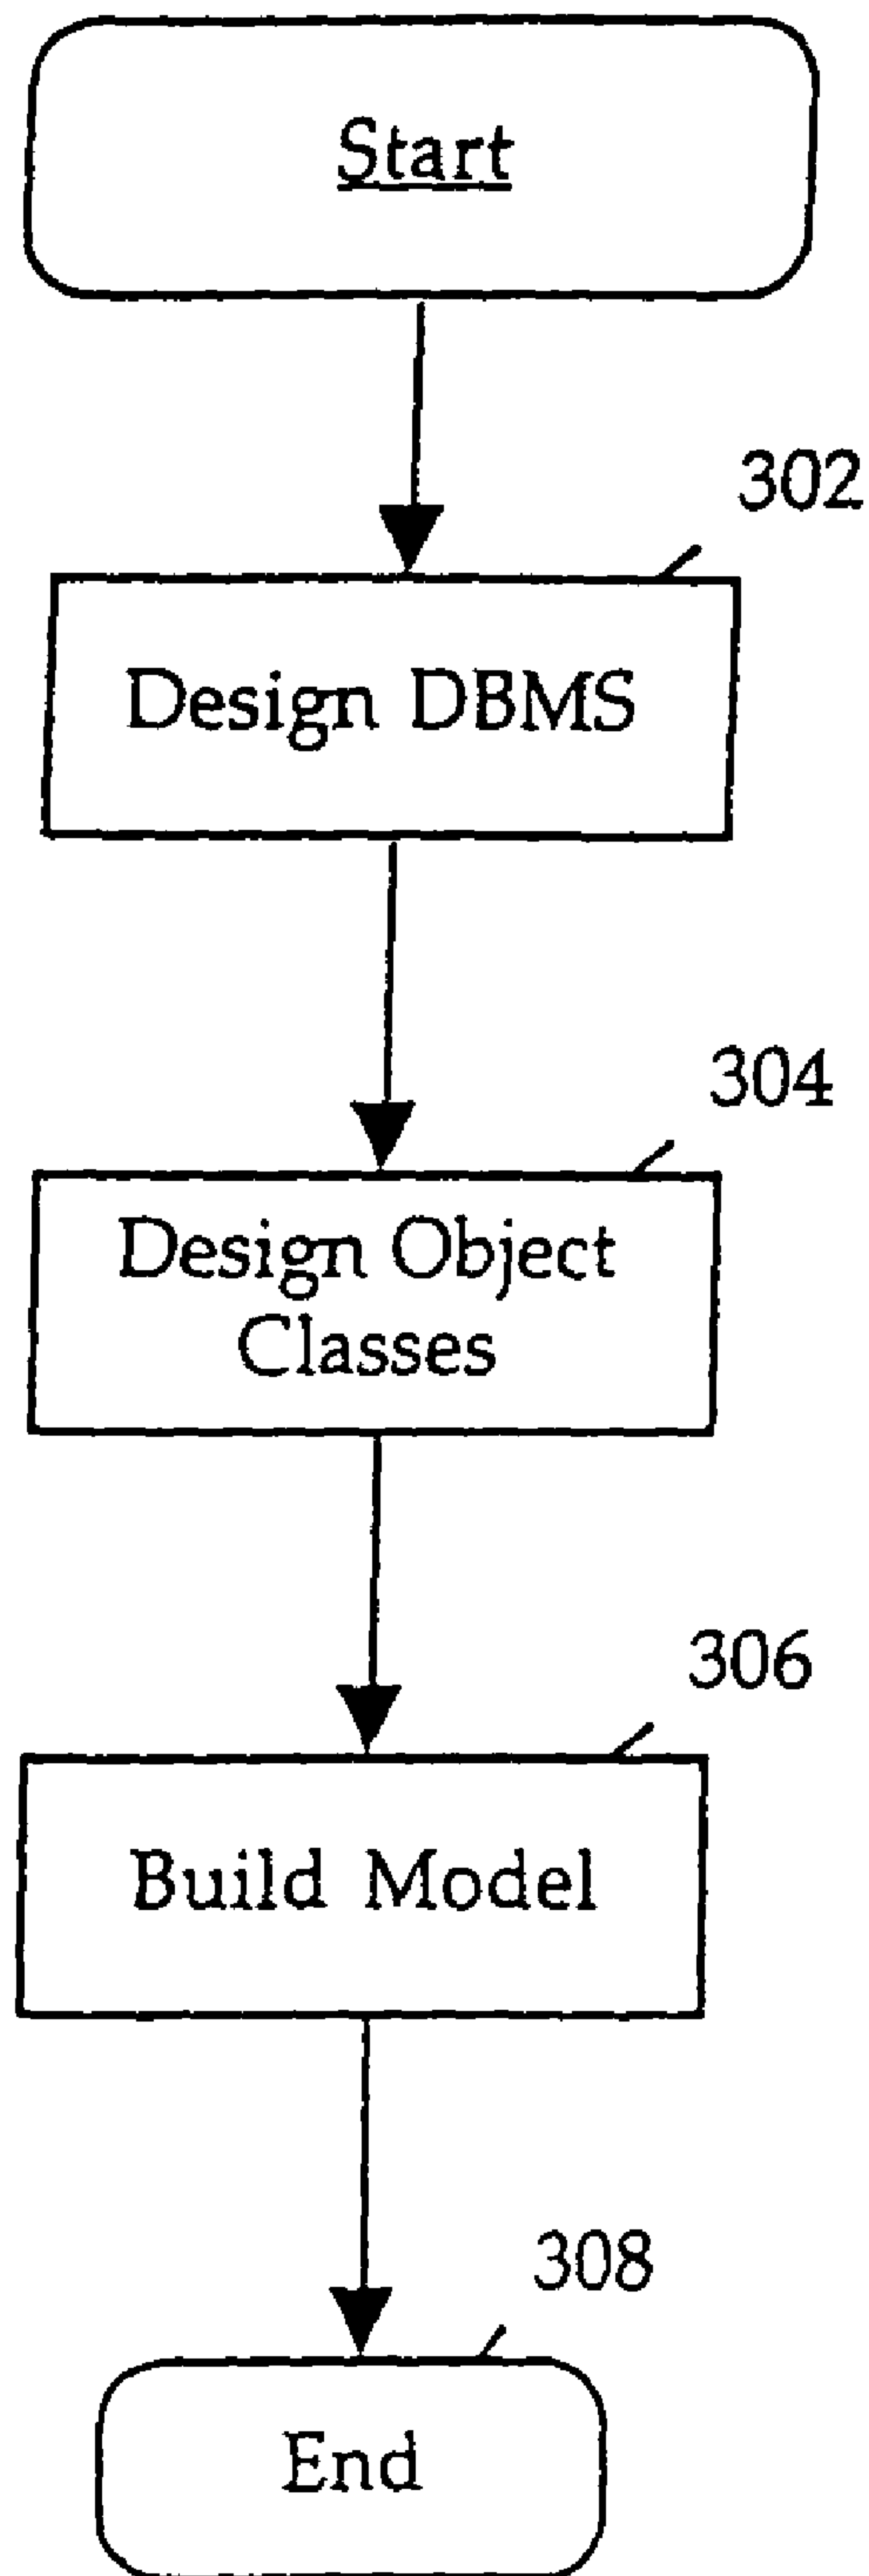 Start
302
Design DBMS
304
Design Object
Classes
306
Build Model
308
End